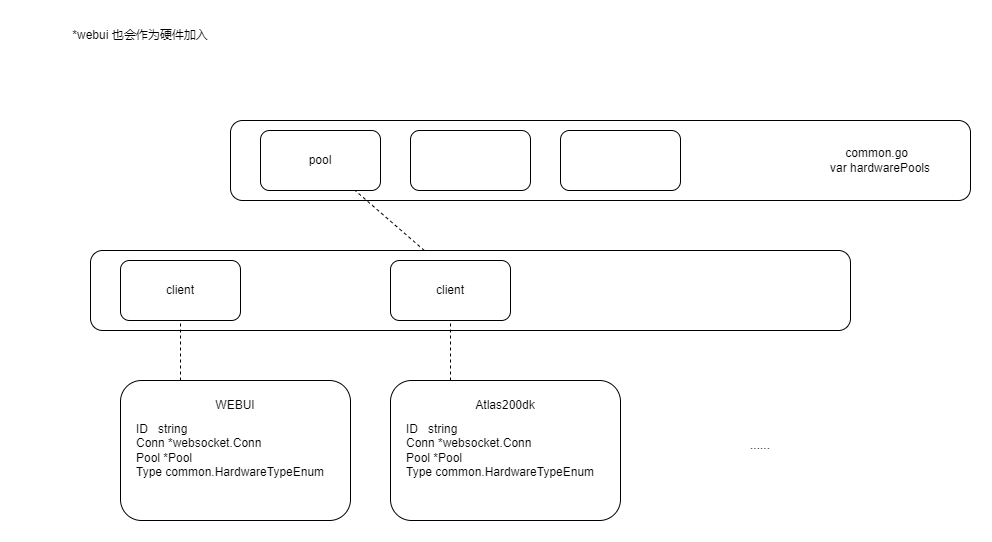 *webui 也会作为硬件加入
pool
common.go
var hardwarePools
client
client
WEBUI
ID string
Conn *websocket.Conn
Pool *Pool
Type common.HardwareTypeEnum
Atlas200dk
ID string
Conn *websocket.Conn
Pool *Pool
Type common.HardwareTypeEnum
......